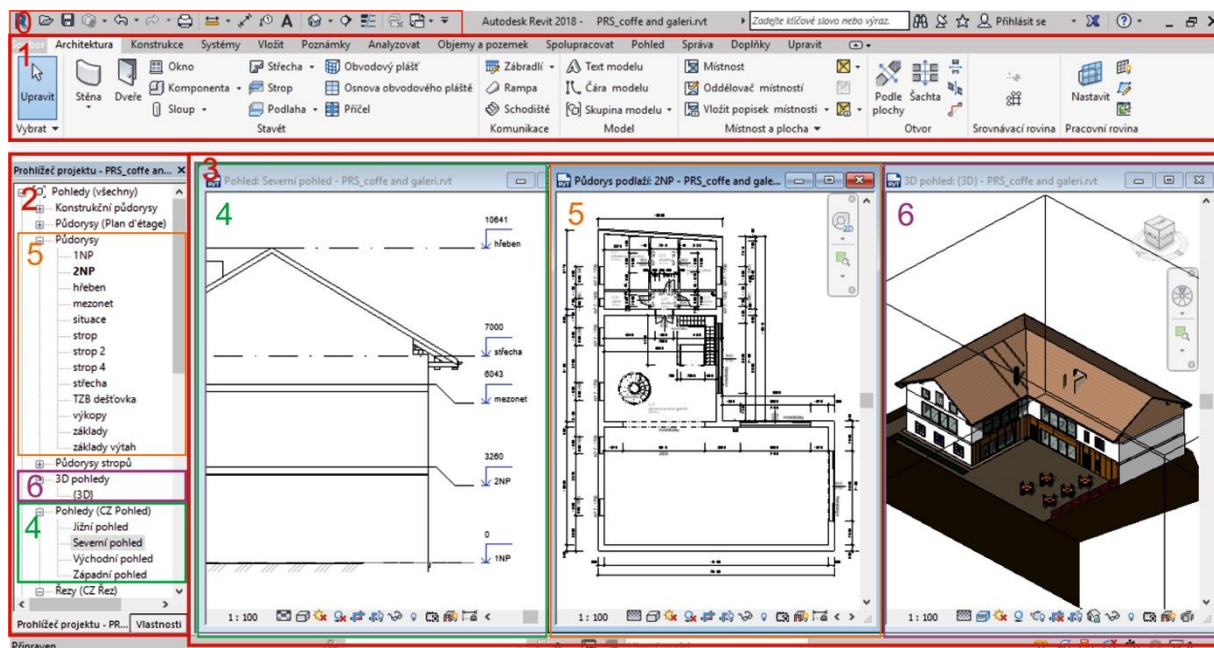 0
Autodesk Revit 2018 - PRS_coffe and galeri.rvt
Zadejte klíčové slovo nebo výraz.
Přihlásit se
1
Soubor Architektura Konstrukce Systémy Vložit Poznámky Analyzovat Objemy a pozemek Spolupracovat Pohled Správa Doplňky Upravit
Upravit
Stěna
Dveře
Okno
Komponenta
Sloup
Střecha
Strop
Podlaha
Obvodový plášť
Osnova obvodového pláště
Příčel
Zábradlí
Rampa
Schodiště
Text modelu
Čára modelu
Skupina modelu
Místnost
Oddělovač místností
Vložit popisek místnosti
Podle plochy
Šachta
Nastavit
Vybrat
Stavět
Komunikace
Model
Místnost a plocha
Otvor
Srovnávací rovina
Pracovní rovina
Prohlížeč projektu - PRS_coffe an...
2
Pohledy (všechny)
Konstrukční půdorysy
Půdorysy (Plan d'étage)
Půdorysy
5
1NP
2NP
hřeben
mezonet
situace
strop
strop 2
strop 4
střecha
TZB dešťovka
výkopy
základy
základy výtah
Půdorysy stropů
6
3D pohledy
{3D}
4
Pohledy (CZ Pohled)
Jižní pohled
Severní pohled
Východní pohled
Západní pohled
Řezy (CZ Řez)
Prohlížeč projektu - PR...
Vlastnosti
Připraven
3
Pohled: Severní pohled - PRS_coffe and galeri.rvt
4
10641
hřeben
7000
střecha
6043
mezonet
3260
2NP
0
1NP
1 : 100
Půdorys podlaží: 2NP - PRS_coffe and gale...
5
2D
1 : 100
3D pohled: {3D} - PRS_coffe and galeri.rvt
6
1 : 100